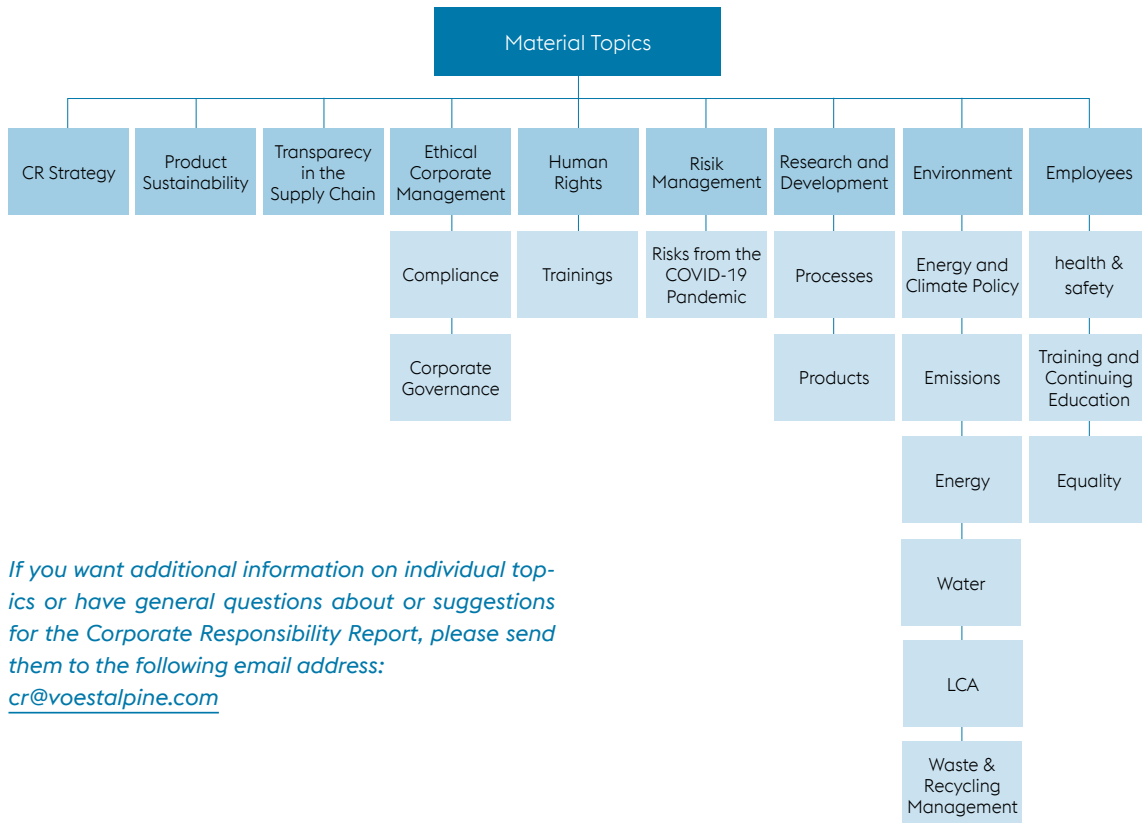 Material Topics
CR Strategy
Product
Sustainability
Transparecy
in the
Supply Chain
Ethical
Corporate
Management
Human
Rights
Risik
Management
Research and
Development
Environment
Employees
Compliance
Trainings
Risks from the
COVID-19
Pandemic
Processes
Energy and
Climate Policy
health &
safety
Corporate
Governance
Products
Emissions
Training and
Continuing
Education
Energy
Equality
Water
LCA
Waste &
Recycling
Management
If you want additional information on individual top-
ics or have general questions about or suggestions
for the Corporate Responsibility Report, please send
them to the following email address:
cr@voestalpine.com